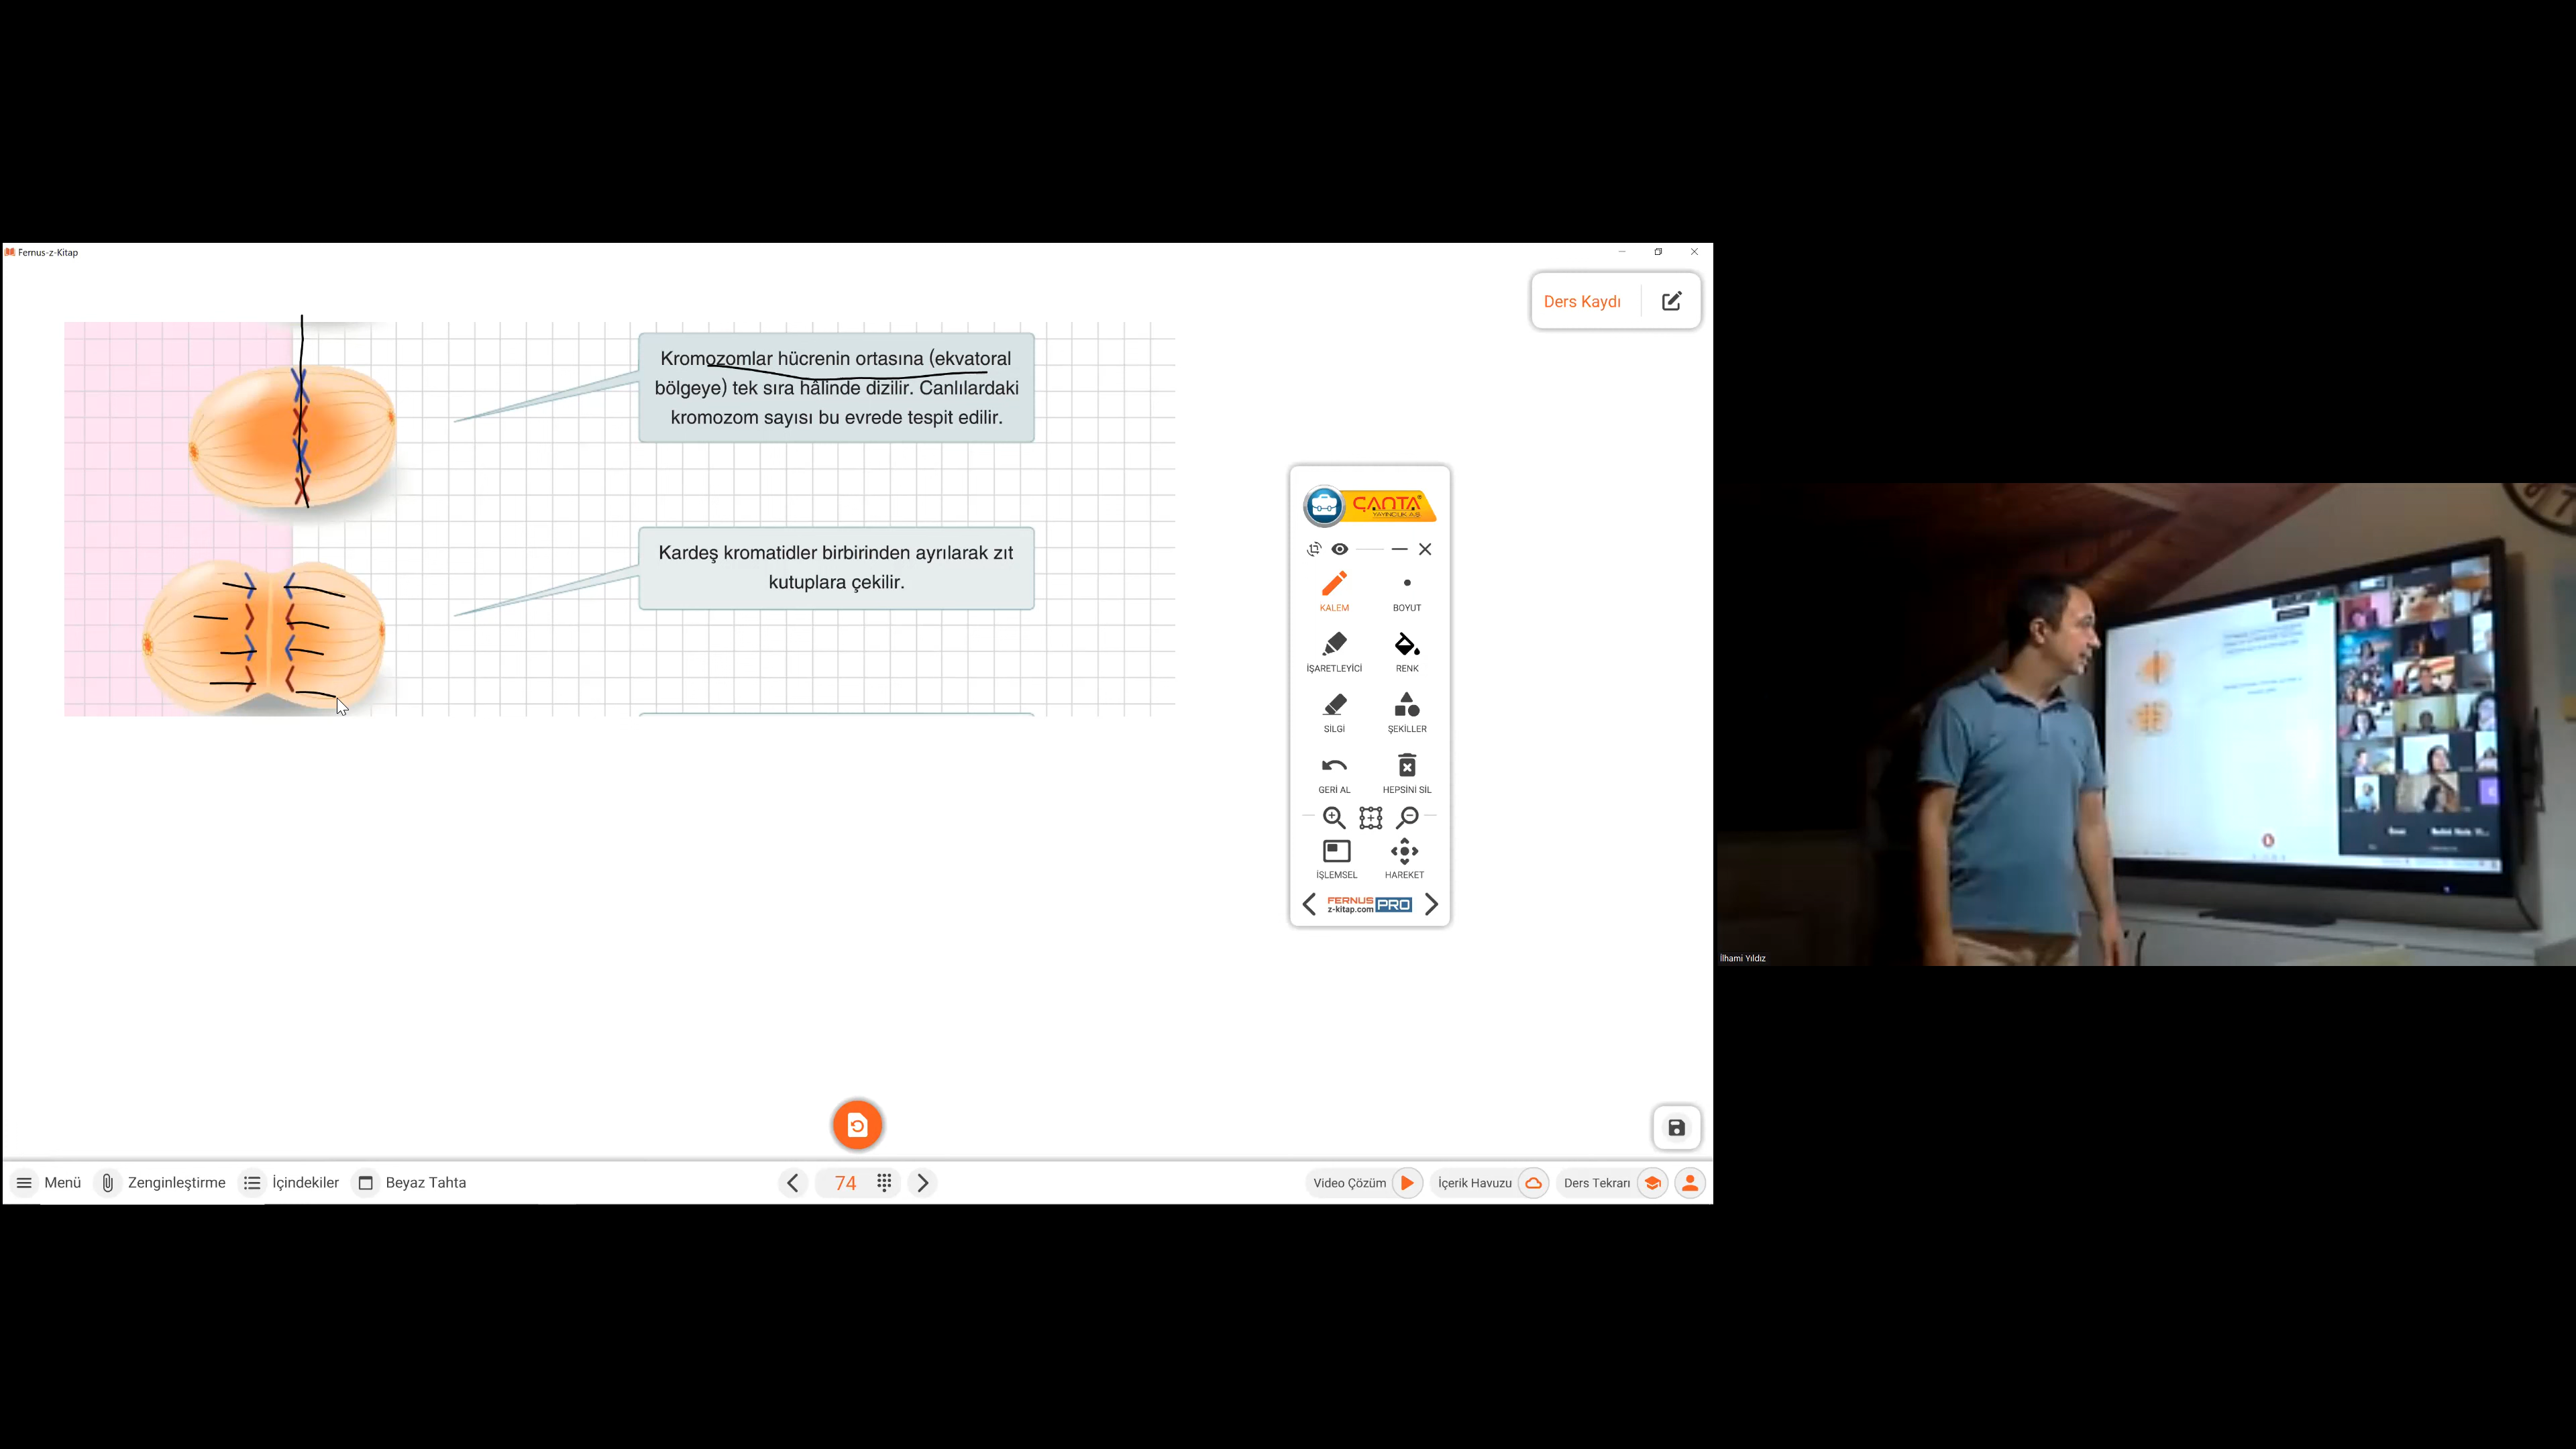 Fernus-z-Kitap
Ders Kaydı
Kromozomlar hücrenin ortasına (ekvatoral
bölgeye) tek sıra hâlinde dizilir. Canlılardaki
kromozom sayısı bu evrede tespit edilir.
Kardeş kromatidler birbirinden ayrılarak zıt
kutuplara çekilir.
ÇANTA
YAYINCILIK A.Ş.
KALEM
BOYUT
İŞARETLEYİCİ
RENK
SİLGİ
ŞEKİLLER
GERİ AL
HEPSİNİ SİL
İŞLEMSEL
HAREKET
FERNUS
z-kitap.com
PRO
İlhami Yıldız
Menü
Zenginleştirme
İçindekiler
Beyaz Tahta
74
Video Çözüm
İçerik Havuzu
Ders Tekrarı